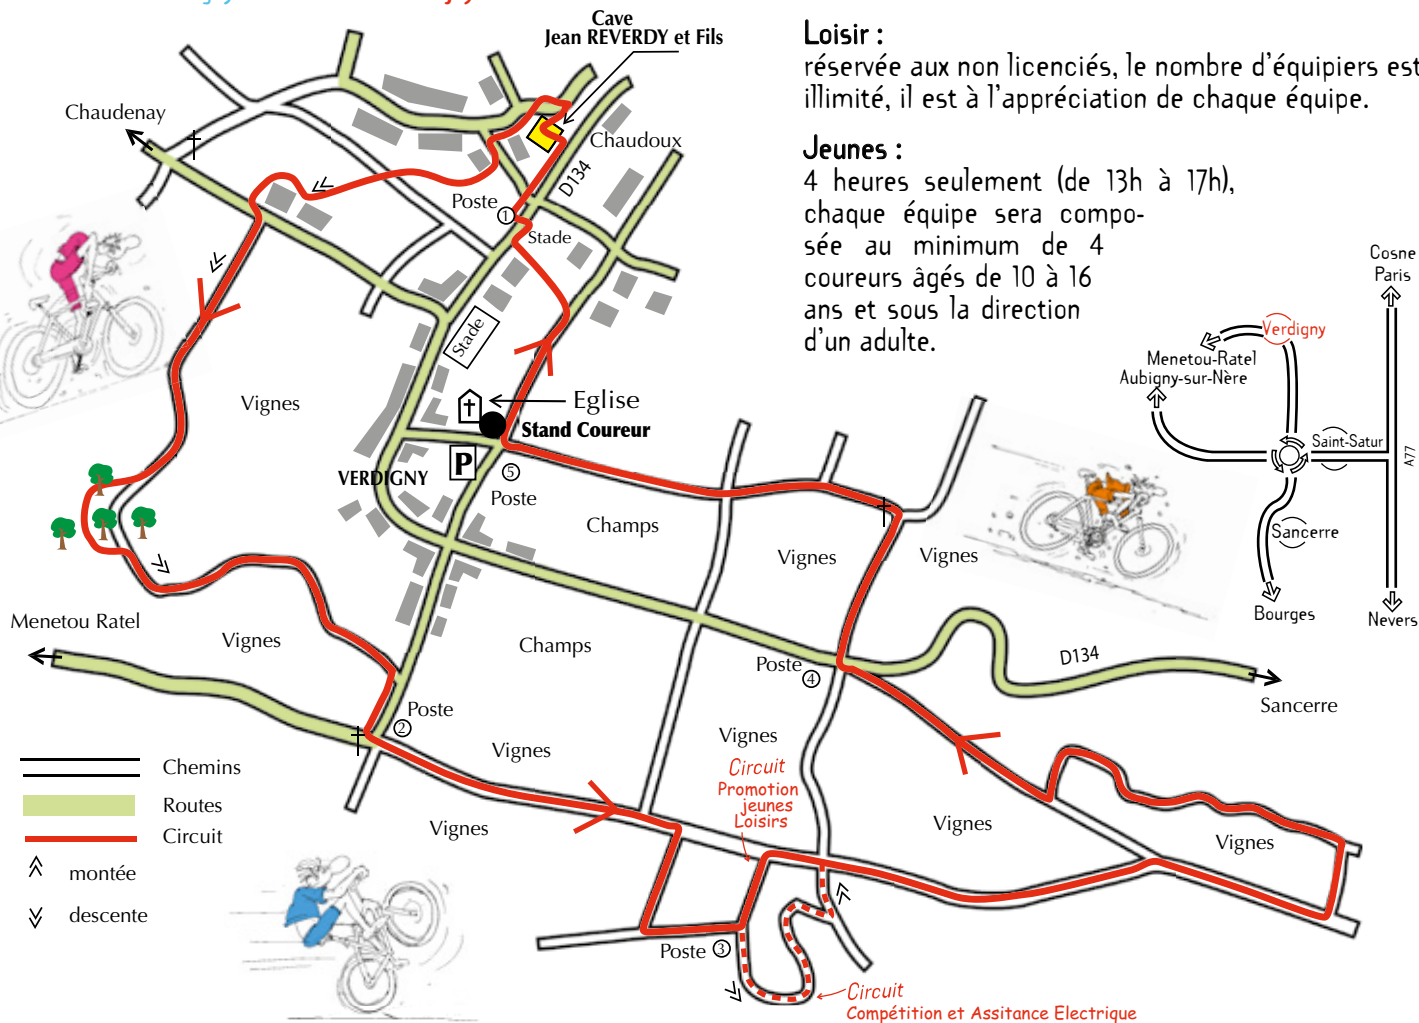 Cave
Jean REVERDY et Fils
Chaudenay
Chaudoux
D134
Poste
1
Stade
Stade
Eglise
Stand Coureur
P
VERDIGNY
5
Poste
Vignes
Champs
Vignes
Vignes
Menetou Ratel
Vignes
Champs
Poste
4
D134
Sancerre
Poste
2
Vignes
Vignes
Circuit
Promotion
jeunes
Loisirs
Vignes
Vignes
Vignes
Poste 3
Circuit
Compétition et Assitance Electrique
Chemins
Routes
Circuit
montée
descente
Loisir :
réservée aux non licenciés, le nombre d'équipiers est
illimité, il est à l'appréciation de chaque équipe.
Jeunes :
4 heures seulement (de 13h à 17h),
chaque équipe sera compo-
sée au minimum de 4
coureurs âgés de 10 à 16
ans et sous la direction
d'un adulte.
Cosne
Paris
Verdigny
Menetou-Ratel
Aubigny-sur-Nère
Saint-Satur
A77
Sancerre
Bourges
Nevers